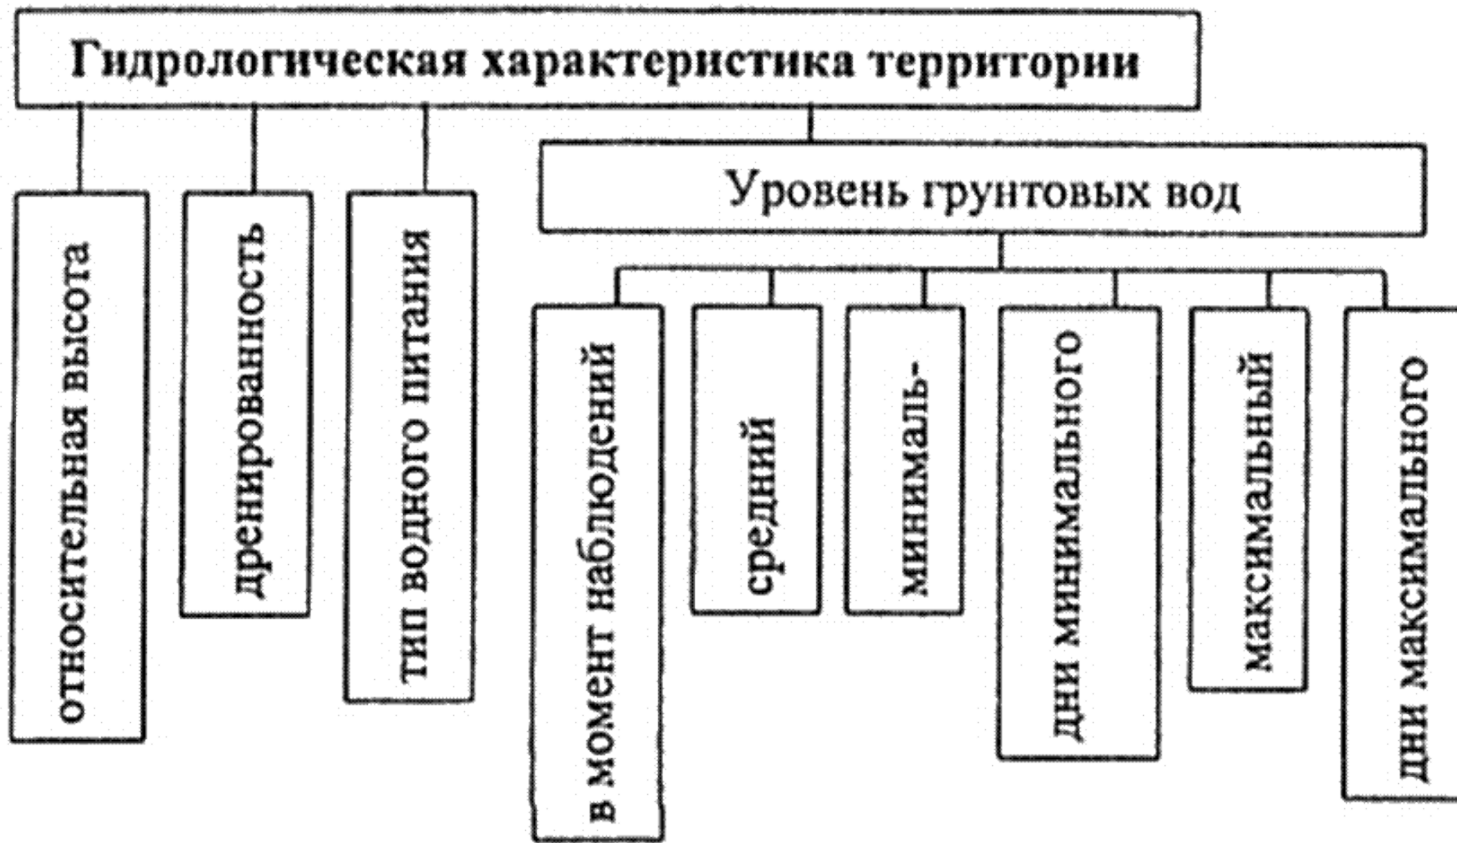 Гидрологическая характеристика территории
Уровень грунтовых вод
относительная высота
дренированность
тип водного питания
в момент наблюдений
средний
минималь-
дни минимального
максимальный
дни максимального